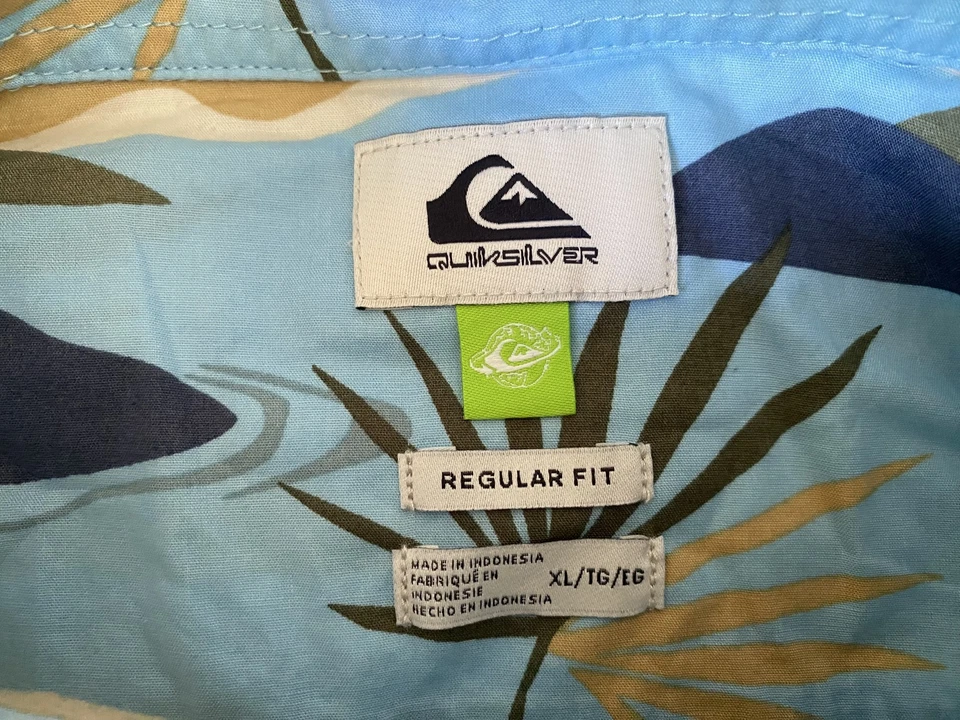 QUIKSILVER
REGULAR FIT
MADE IN INDONESIA
FABRIQUÉ EN
INDONESIE
HECHO EN INDONESIA
XL/TG/EG